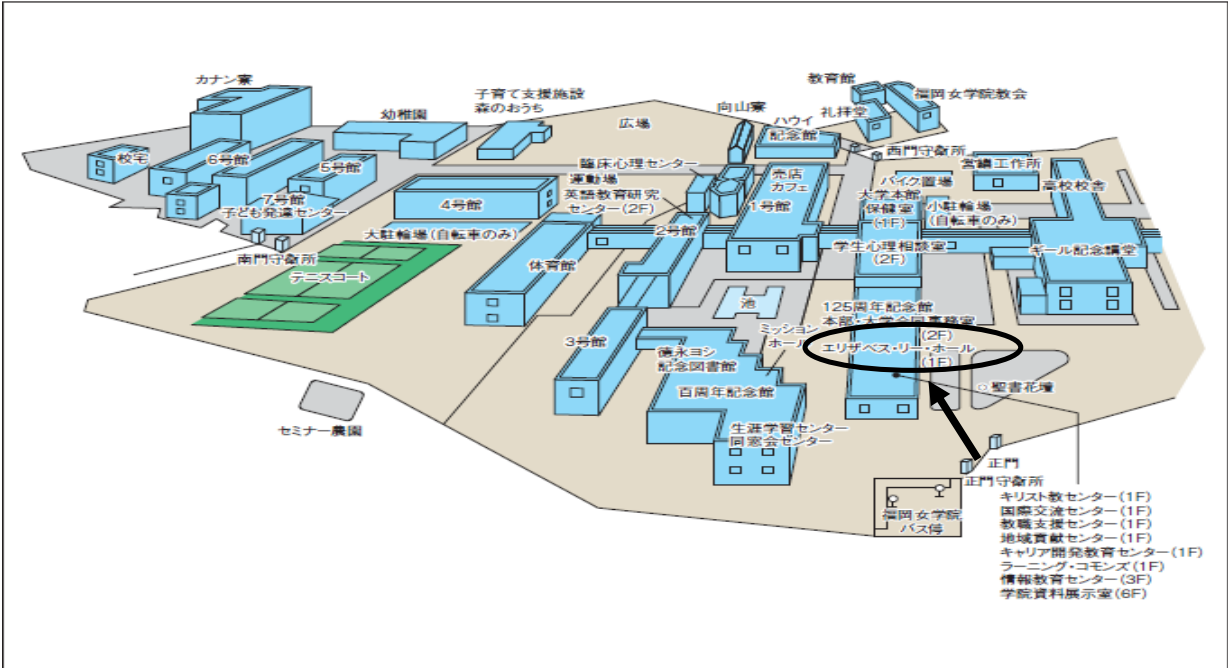 カナン寮
幼稚園
子育て支援施設
森のおうち
広場
向山寮
教育館
福岡女学院教会
礼拝堂
ハウイ
記念館
西門守衛所
校宅
6号館
5号館
7号館
子ども発達センター
南門守衛所
臨床心理センター
運動場
英語教育研究
センター(2F)
4号館
大駐輪場(自転車のみ)
テニスコート
体育館
2号館
売店
カフェ
1号館
バイク置場
大学本館
保健室
(1F)
学生心理相談室
(2F)
営繕工作所
小駐輪場
(自転車のみ)
高校校舎
ギール記念講堂
池
3号館
徳永ヨシ
記念図書館
ミッション
ホール
百周年記念館
生涯学習センター
同窓会センター
125周年記念館
本部・大学合同事務室
(2F)
エリザベス・リー・ホール
(1F)
聖書花壇
セミナー農園
正門
正門守衛所
福岡女学院
バス停
キリスト教センター(1F)
国際交流センター(1F)
教職支援センター(1F)
地域貢献センター(1F)
キャリア開発教育センター(1F)
ラーニング・コモンズ(1F)
情報教育センター(3F)
学院資料展示室(6F)